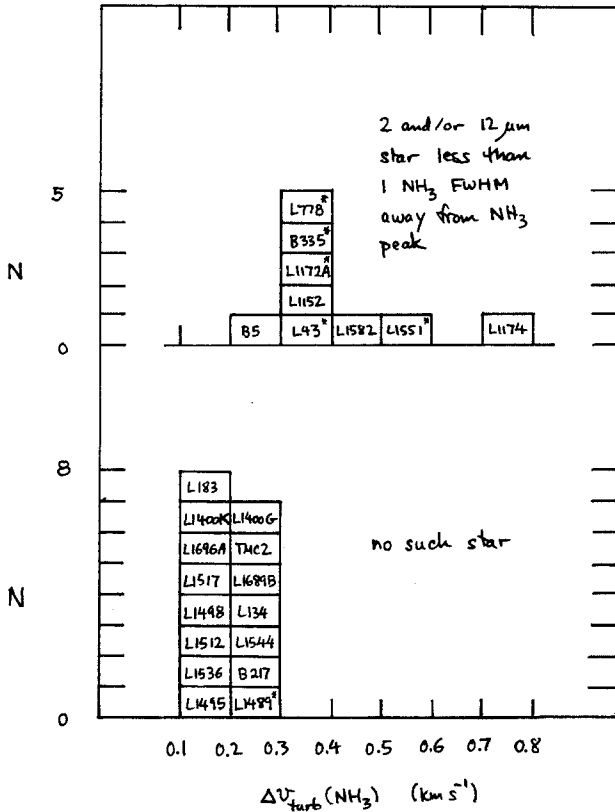 2 and/or 12 μm
star less than
1 NH₃ FWHM
away from NH₃
peak
5
L778*
B335*
N
L1172A*
L1152
B5 L43* L1582 L1551* L1174
0
8
L183
L1400K L1400G
L1696A TMC2
no such star
L1517 L1689B
N
L1498 L134
L1512 L1544
L1536 B217
L1495 L1489*
0
0.1 0.2 0.3 0.4 0.5 0.6 0.7 0.8
Δv_turb (NH₃) (km s⁻¹)